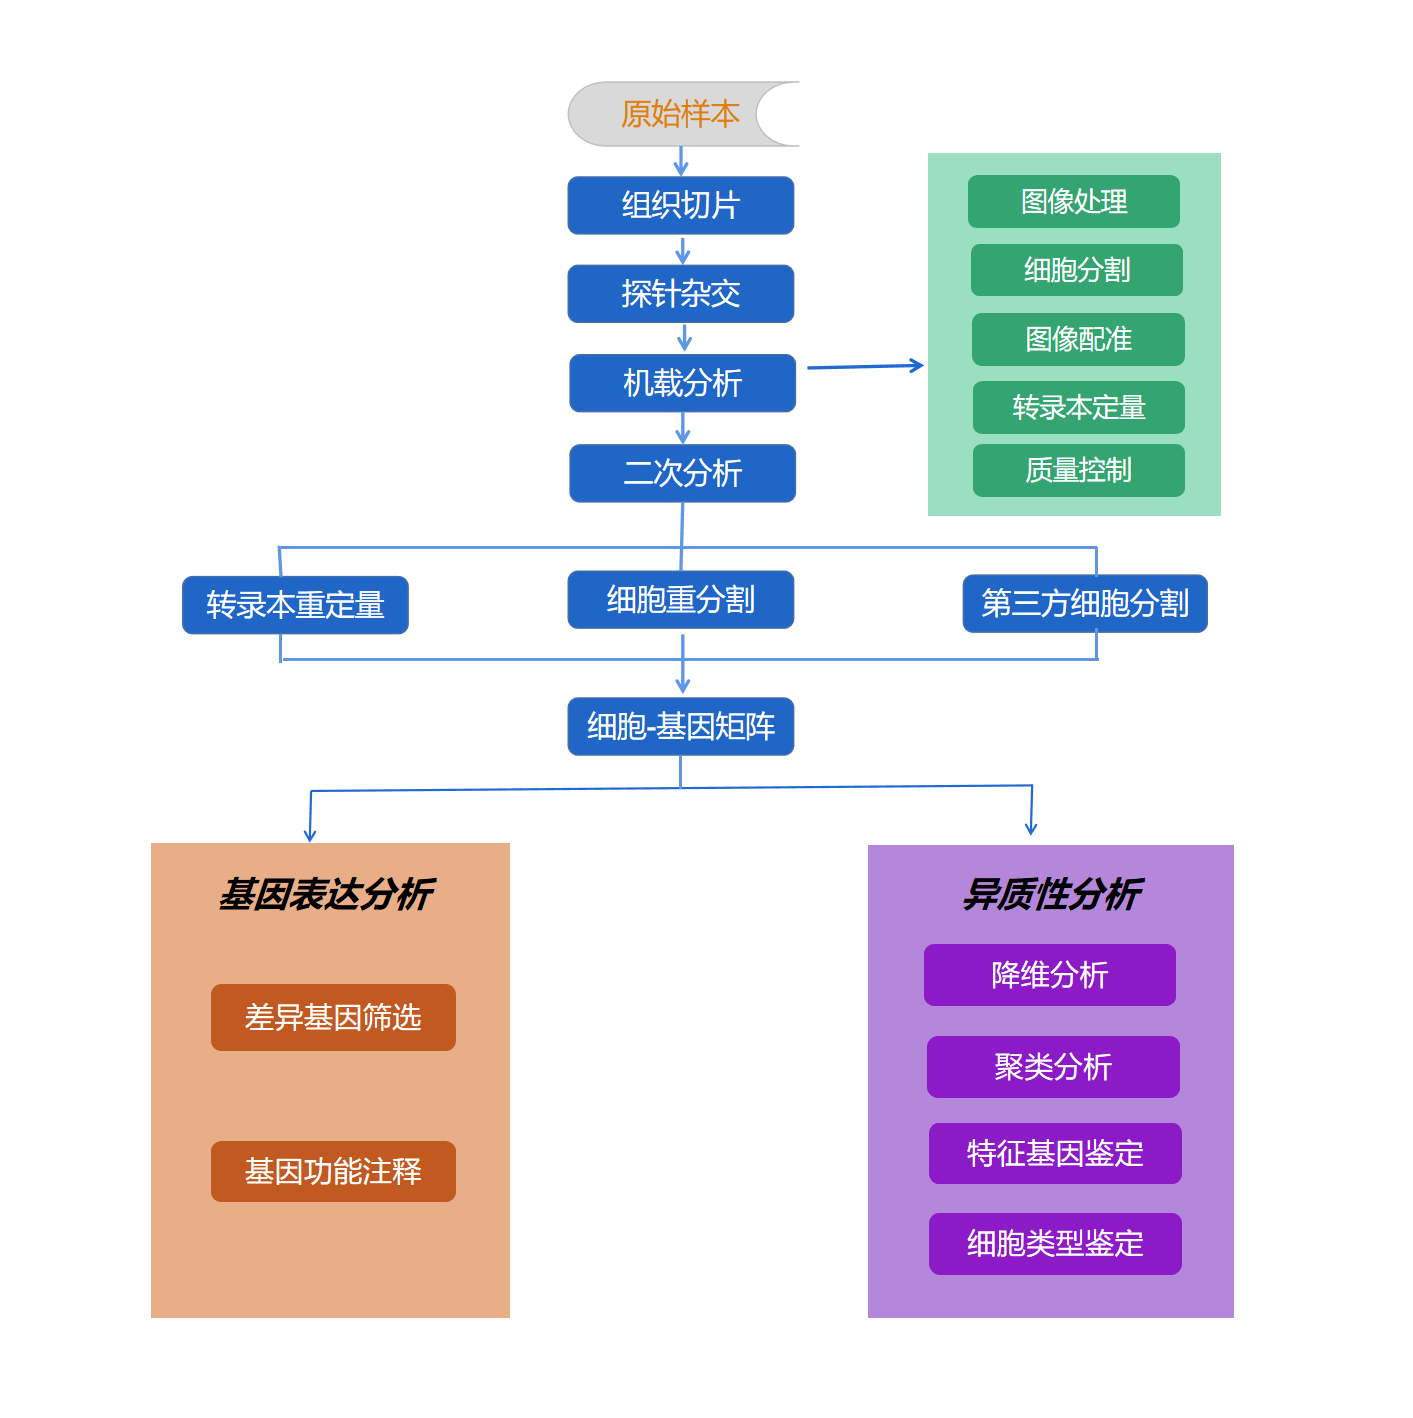 原始样本
组织切片
探针杂交
机载分析
二次分析
图像处理
细胞分割
图像配准
转录本定量
质量控制
转录本重定量
细胞重分割
第三方细胞分割
细胞-基因矩阵
基因表达分析
差异基因筛选
基因功能注释
异质性分析
降维分析
聚类分析
特征基因鉴定
细胞类型鉴定